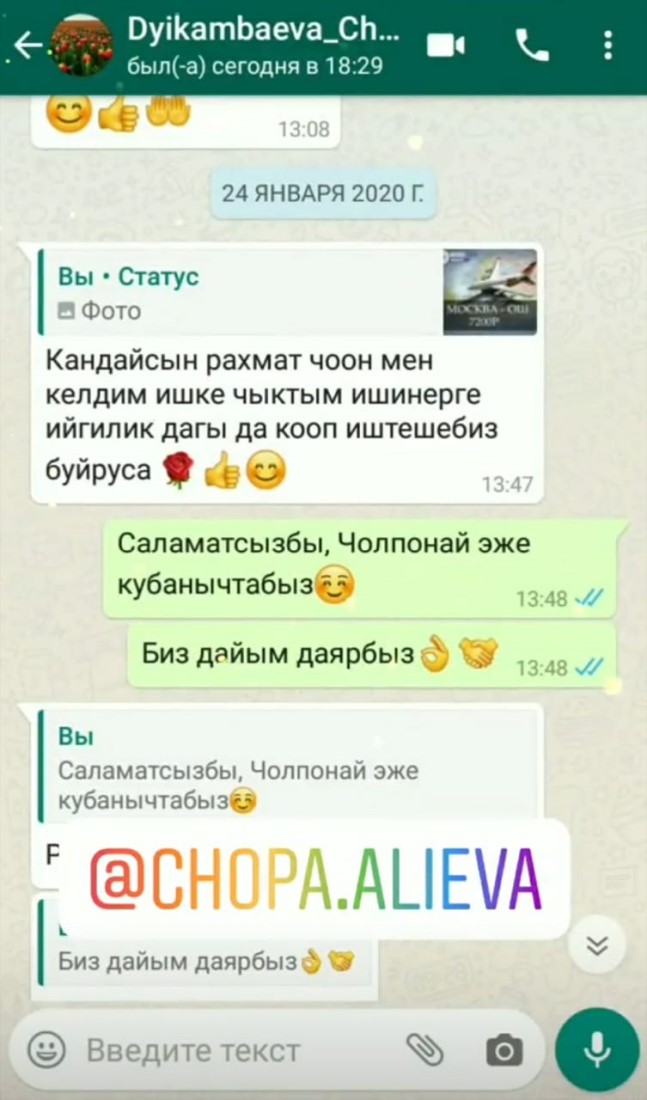 Dyikambaeva_Ch...
был(-а) сегодня в 18:29
13:08
24 ЯНВАРЯ 2020 Г.
Вы • Статус
Фото
МОСКВА - ОШ
7200Р
Кандайсын рахмат чоон мен
келдим ишке чыктым ишинерге
ийгилик дагы да кооп иштешебиз
буйруса 🌹👍😊
13:47
Саламатсызбы, Чолпонай эже
кубанычтабыз☺️
13:48
Биз дайым даярбыз👌🤝
13:48
Вы
Саламатсызбы, Чолпонай эже
кубанычтабыз☺️
@CHOPA.ALIEVA
Биз дайым даярбыз👌🤝
Введите текст